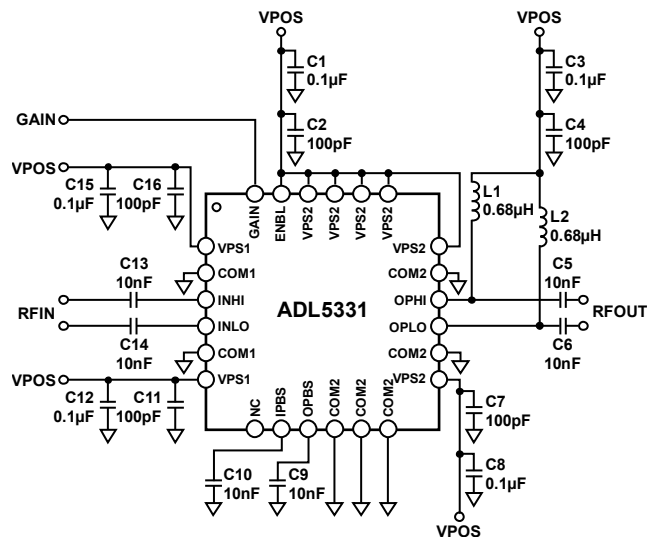 VPOS
VPOS
C1
0.1µF
C3
0.1µF
GAIN
C2
100pF
C4
100pF
VPOS
C15
0.1µF
C16
100pF
L1
0.68µH
L2
0.68µH
GAIN
ENBL
VPS2
VPS2
VPS2
VPS2
VPS1
VPS2
COM1
COM2
C13
10nF
C5
10nF
INHI
OPHI
RFIN
ADL5331
RFOUT
INLO
OPLO
C14
10nF
C6
10nF
COM1
COM2
VPOS
VPS1
VPS2
C12
0.1µF
C11
100pF
NC
IPBS
OPBS
COM2
COM2
COM2
C7
100pF
C10
10nF
C9
10nF
C8
0.1µF
VPOS